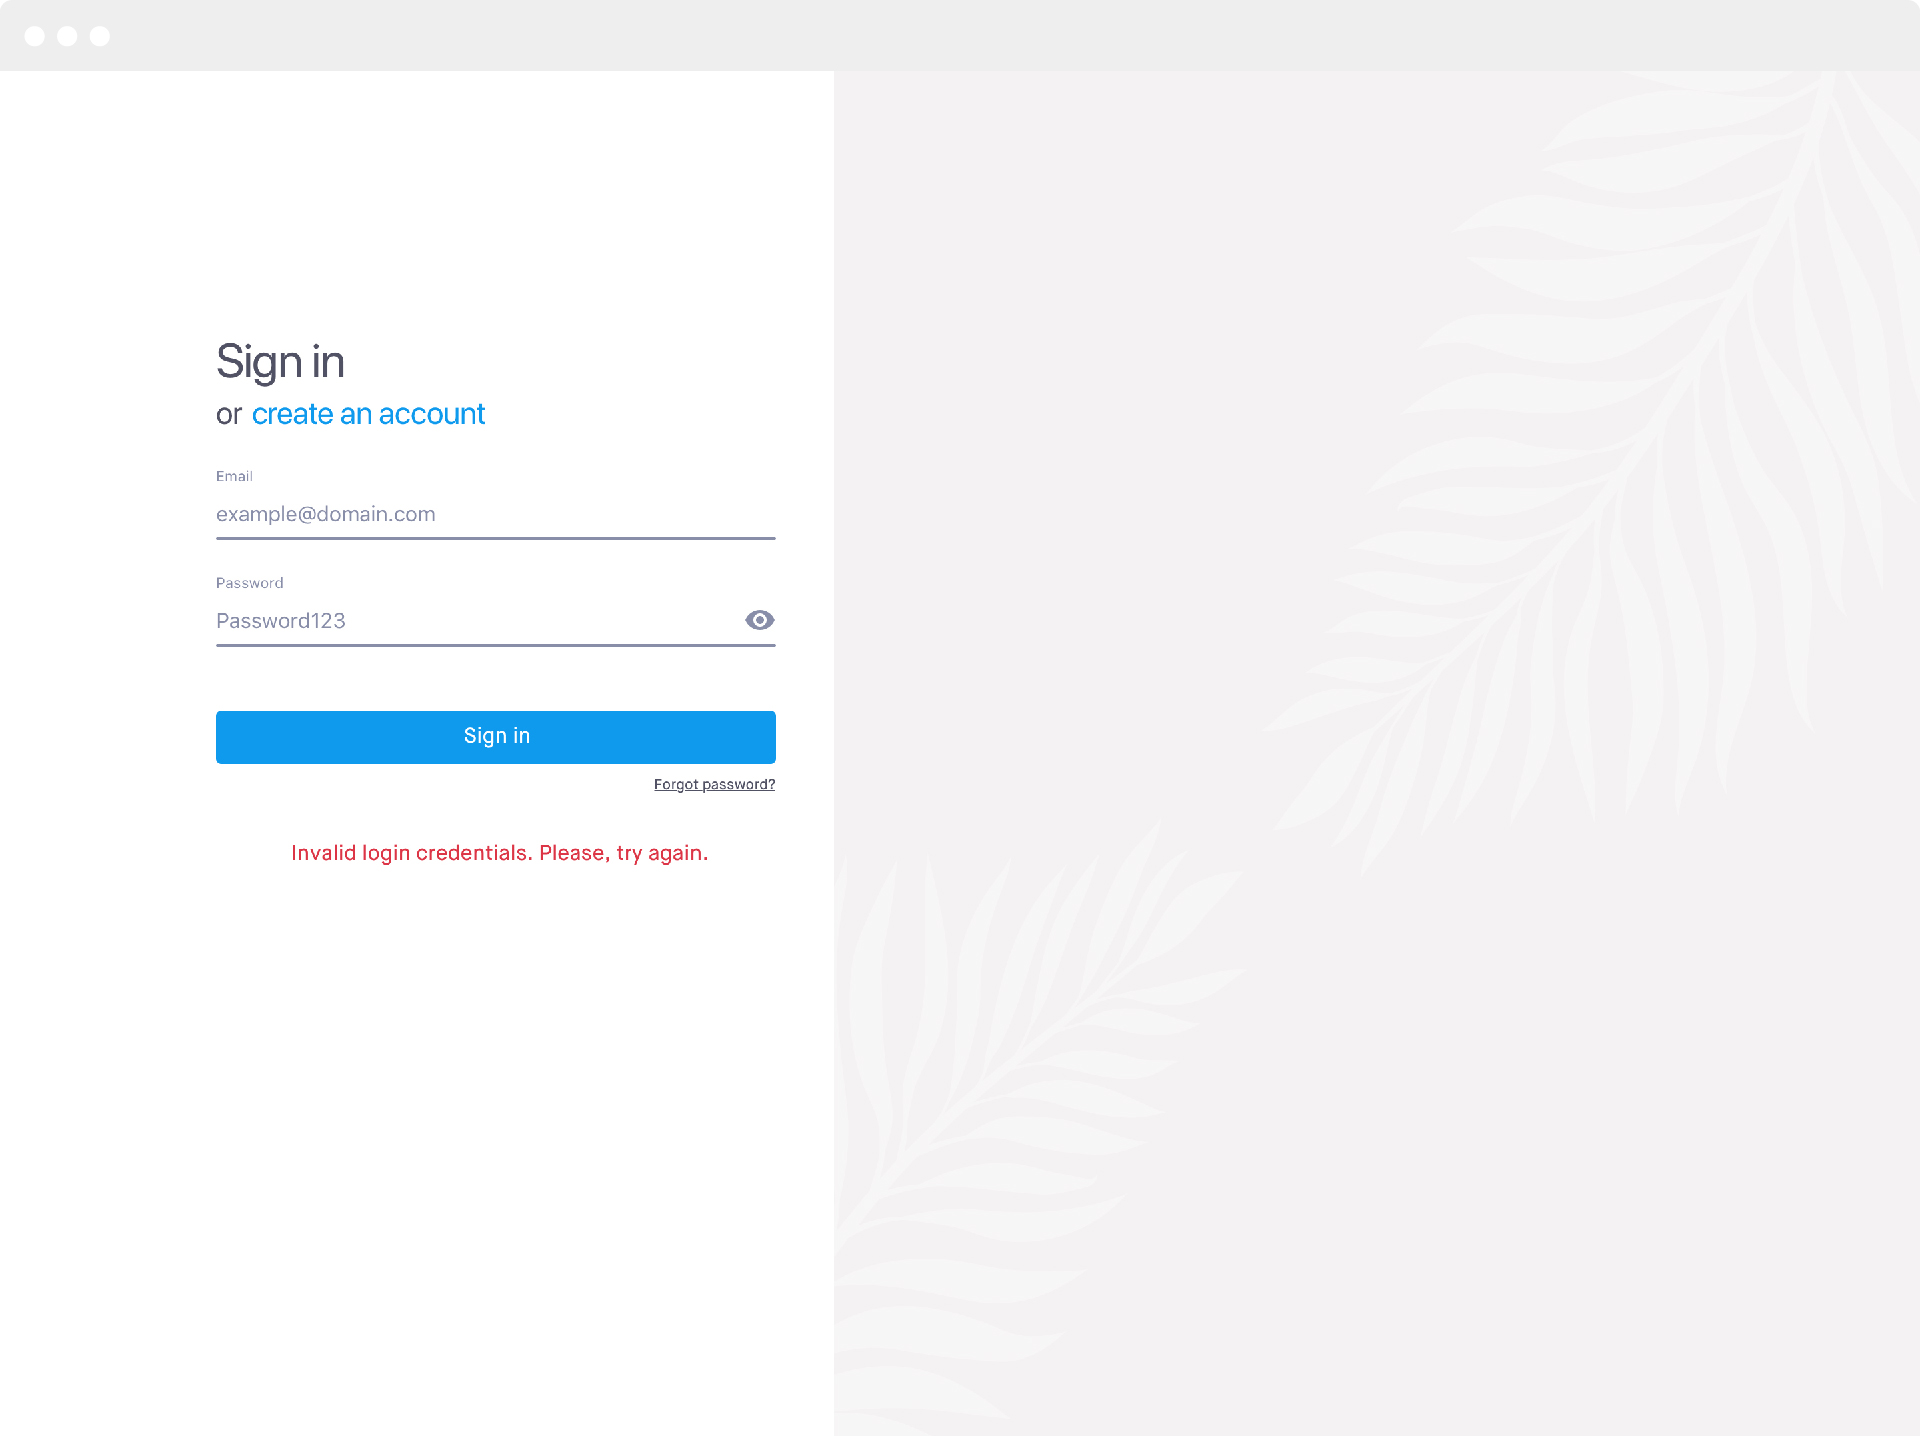 Sign in
or create an account
Email
example@domain.com
Password
Password123
Sign in
Forgot password?
Invalid login credentials. Please, try again.